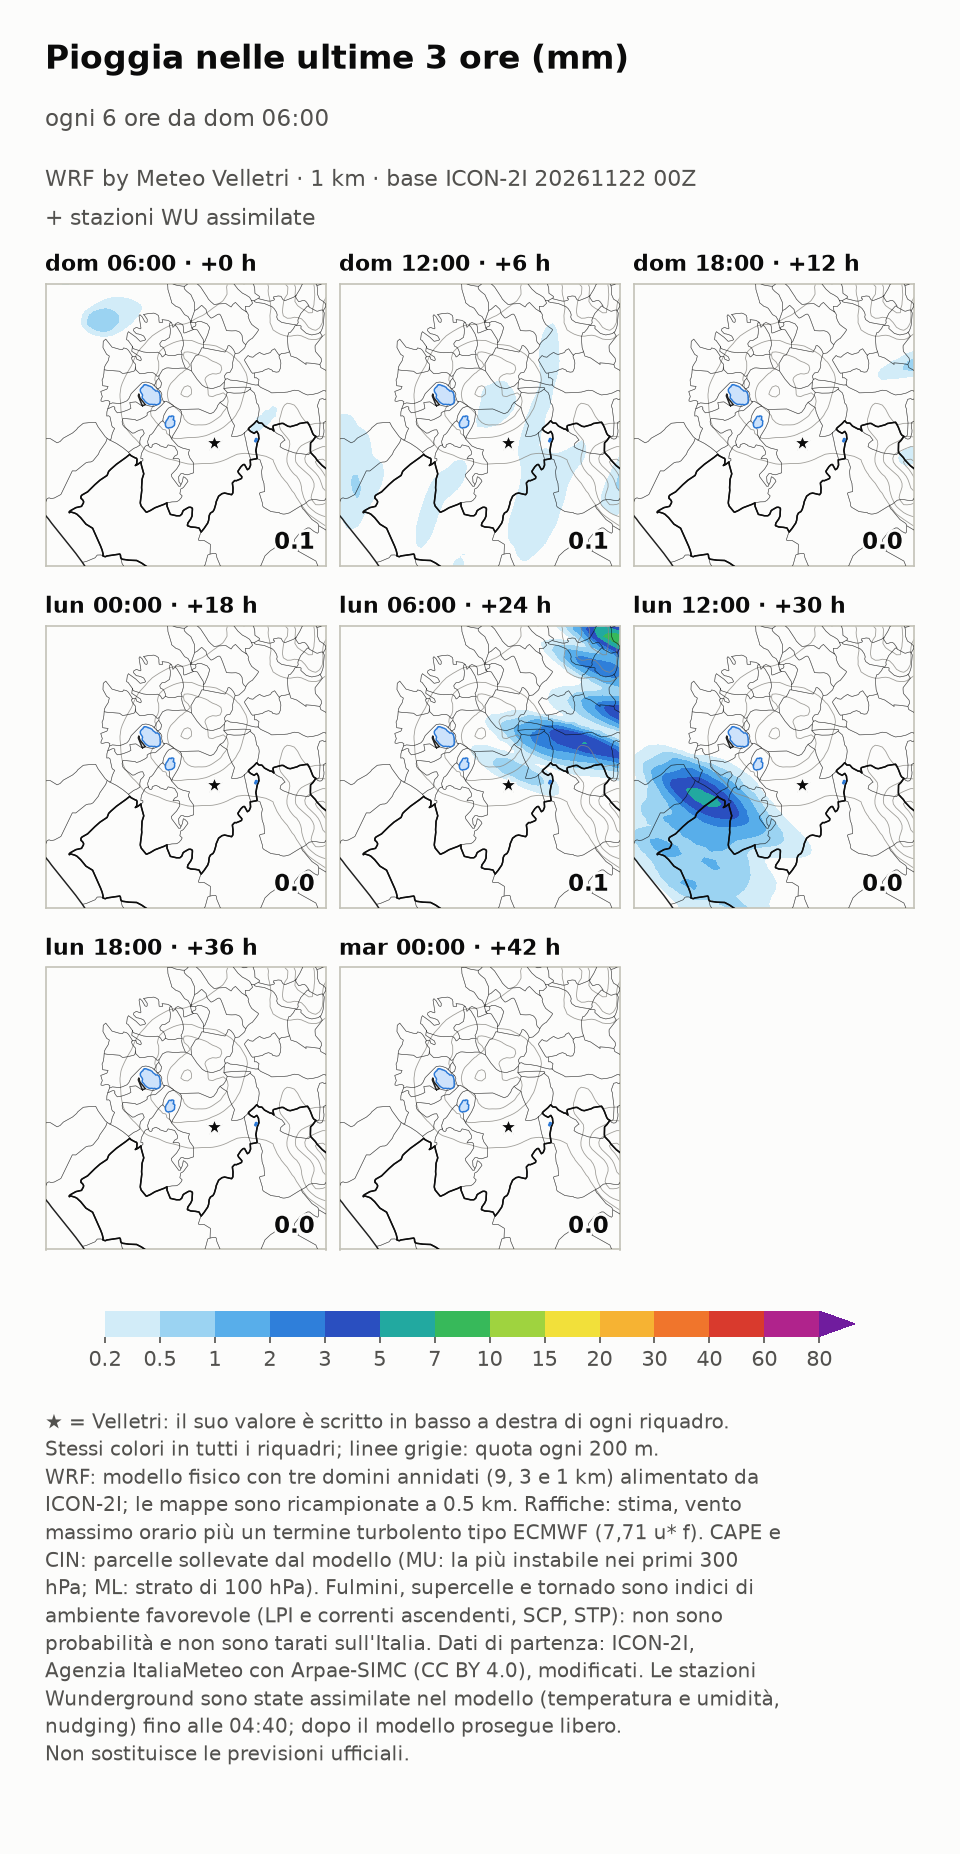 Pioggia nelle ultime 3 ore (mm)
ogni 6 ore da dom 06:00
WRF by Meteo Velletri · 1 km · base ICON-2I 20261122 00Z
+ stazioni WU assimilate
dom 06:00 · +0 h
dom 12:00 · +6 h
dom 18:00 · +12 h
0.1
0.1
0.0
lun 00:00 · +18 h
lun 06:00 · +24 h
lun 12:00 · +30 h
0.0
0.1
0.0
lun 18:00 · +36 h
mar 00:00 · +42 h
0.0
0.0
0.2 0.5 1 2 3 5 7 10 15 20 30 40 60 80
★ = Velletri: il suo valore è scritto in basso a destra di ogni riquadro.
Stessi colori in tutti i riquadri; linee grigie: quota ogni 200 m.
WRF: modello fisico con tre domini annidati (9, 3 e 1 km) alimentato da
ICON-2I; le mappe sono ricampionate a 0.5 km. Raffiche: stima, vento
massimo orario più un termine turbolento tipo ECMWF (7,71 u* f). CAPE e
CIN: parcelle sollevate dal modello (MU: la più instabile nei primi 300
hPa; ML: strato di 100 hPa). Fulmini, supercelle e tornado sono indici di
ambiente favorevole (LPI e correnti ascendenti, SCP, STP): non sono
probabilità e non sono tarati sull'Italia. Dati di partenza: ICON-2I,
Agenzia ItaliaMeteo con Arpae-SIMC (CC BY 4.0), modificati. Le stazioni
Wunderground sono state assimilate nel modello (temperatura e umidità,
nudging) fino alle 04:40; dopo il modello prosegue libero.
Non sostituisce le previsioni ufficiali.